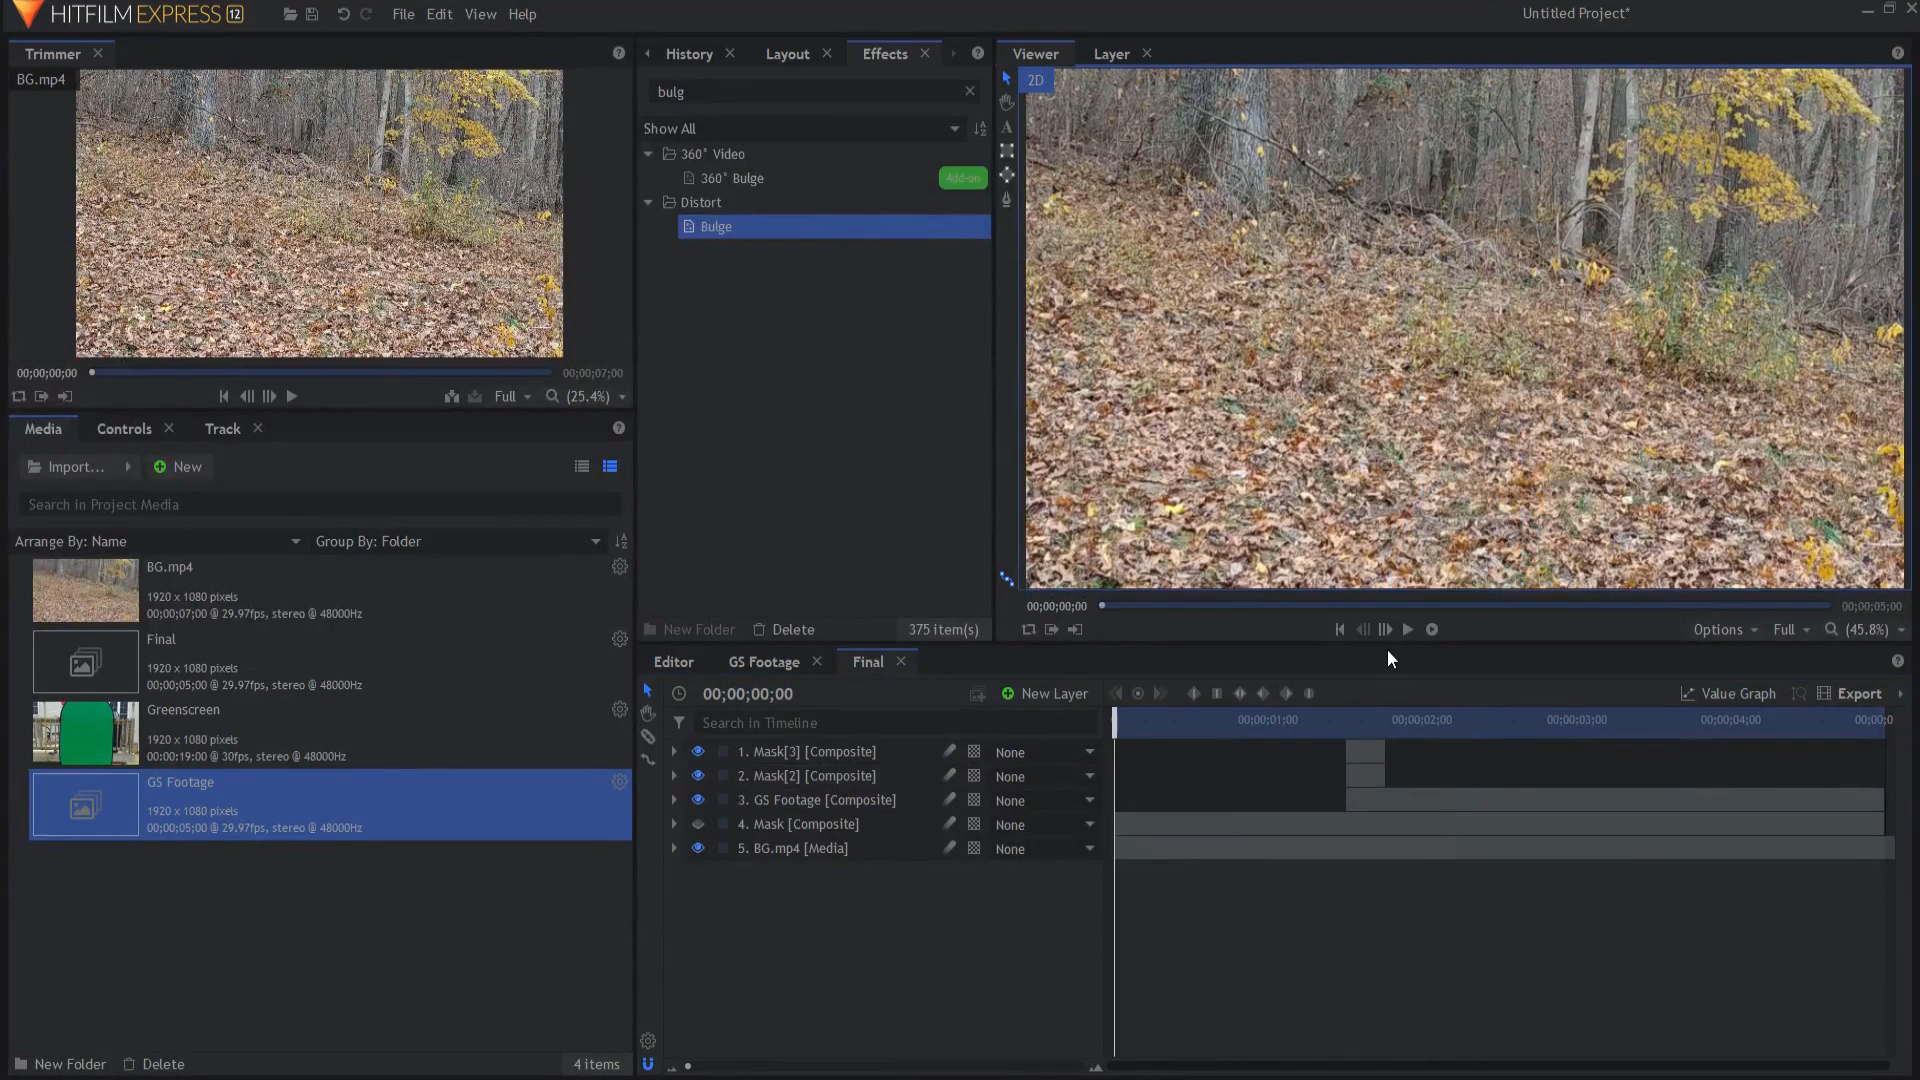 HITFILM EXPRESS 12
File Edit View Help
Untitled Project*
Trimmer
BG.mp4
00;00;00;00
00;00;07;00
Full
(25.4%)
Media Controls Track
Import... New
Search in Project Media
Arrange By: Name
Group By: Folder
BG.mp4
1920 x 1080 pixels
00;00;07;00 @ 29.97fps, stereo @ 48000Hz
Final
1920 x 1080 pixels
00;00;05;00 @ 29.97fps, stereo @ 48000Hz
Greenscreen
1920 x 1080 pixels
00:00:19:00 @ 30fps, stereo @ 48000Hz
GS Footage
1920 x 1080 pixels
00;00;05;00 @ 29.97fps, stereo @ 48000Hz
New Folder Delete 4 items
History Layout Effects
bulg
Show All
360° Video
360° Bulge
Add-on
Distort
Bulge
New Folder Delete 375 item(s)
Viewer Layer
2D
00;00;00;00
00;00;05;00
Options Full (45.8%)
Editor GS Footage Final
00;00;00;00
New Layer
Value Graph Export
Search in Timeline
00;00;01;00 00;00;02;00 00;00;03;00 00;00;04;00 00;00;0
1. Mask[3] [Composite] None
2. Mask[2] [Composite] None
3. GS Footage [Composite] None
4. Mask [Composite] None
5. BG.mp4 [Media] None